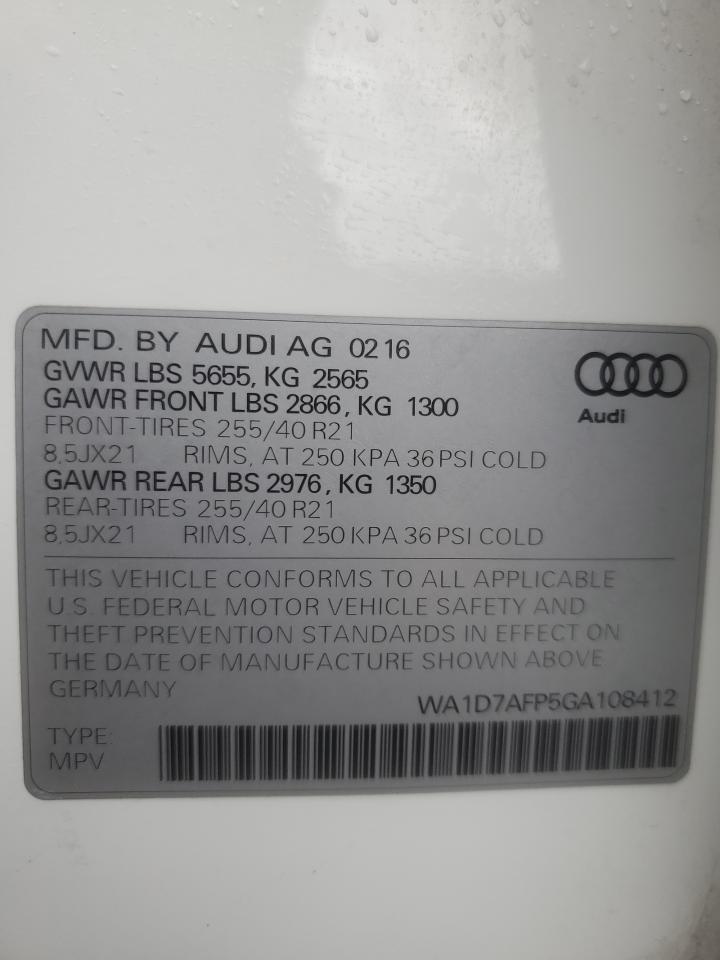 MFD. BY AUDI AG 02 16
GVWR LBS 5655, KG 2565
GAWR FRONT LBS 2866, KG 1300
FRONT-TIRES 255/40 R21
8,5JX21 RIMS, AT 250 KPA 36 PSI COLD
GAWR REAR LBS 2976, KG 1350
REAR-TIRES 255/40 R21
8,5JX21 RIMS, AT 250 KPA 36 PSI COLD
Audi
THIS VEHICLE CONFORMS TO ALL APPLICABLE
U.S. FEDERAL MOTOR VEHICLE SAFETY AND
THEFT PREVENTION STANDARDS IN EFFECT ON
THE DATE OF MANUFACTURE SHOWN ABOVE
GERMANY
WA1D7AFP5GA108412
TYPE:
MPV